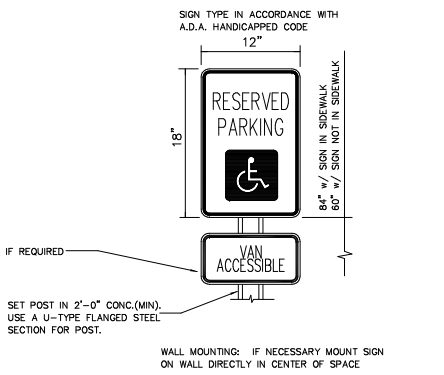 SIGN TYPE IN ACCORDANCE WITH
A.D.A. HANDICAPPED CODE
12"
18"
RESERVED
PARKING
84" w/ SIGN IN SIDEWALK
60" w/ SIGN NOT IN SIDEWALK
IF REQUIRED
VAN
ACCESSIBLE
SET POST IN 2'-0" CONC.(MIN).
USE A U-TYPE FLANGED STEEL
SECTION FOR POST.
WALL MOUNTING: IF NECESSARY MOUNT SIGN
ON WALL DIRECTLY IN CENTER OF SPACE